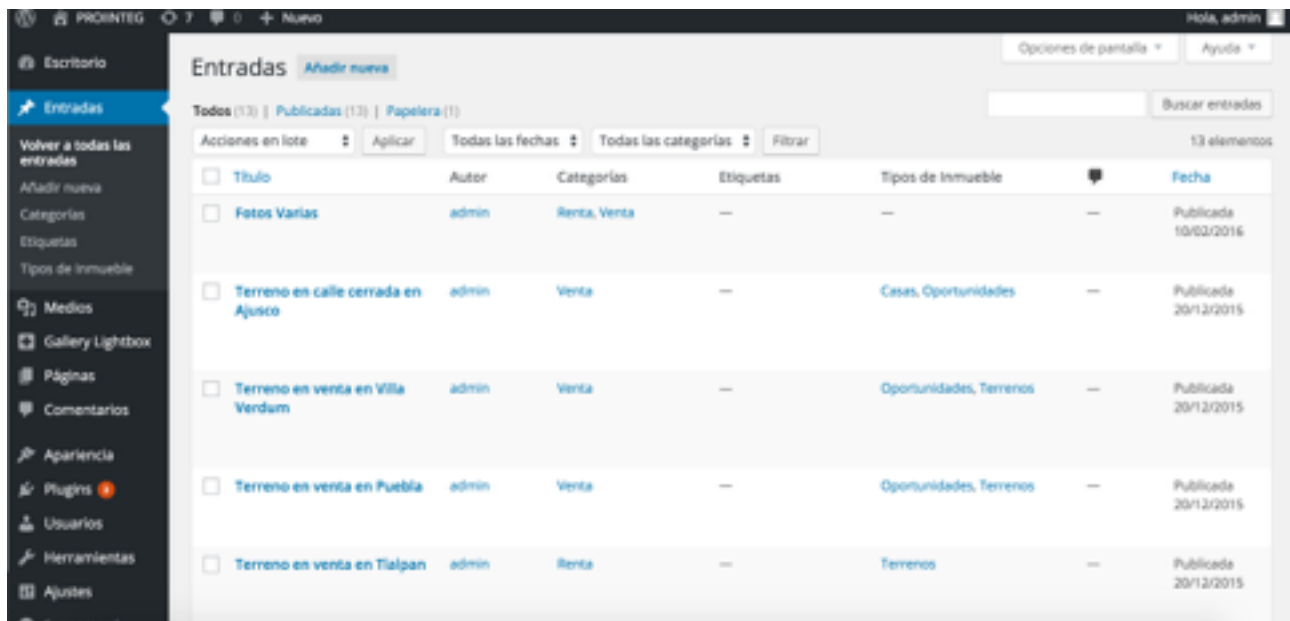 PROIINTEG 7 0 + Nuevo Hola, admin
Escritorio
Entradas
Volver a todas las
entradas
Añadir nueva
Categorías
Etiquetas
Tipos de Inmueble
Medios
Gallery Lightbox
Páginas
Comentarios
Apariencia
Plugins
Usuarios
Herramientas
Ajustes
Opciones de pantalla Ayuda
Entradas Añadir nueva
Todos (13) | Publicadas (13) | Papelera (1)
Buscar entradas
Acciones en lote Aplicar Todas las fechas Todas las categorías Filtrar 13 elementos
Título Autor Categorías Etiquetas Tipos de Inmueble Fecha
Fotos Varias admin Renta, Venta — — — Publicada
10/02/2016
Terreno en calle cerrada en admin Venta — Casas, Oportunidades — Publicada
Ajusco 20/12/2015
Terreno en venta en Villa admin Venta — Oportunidades, Terrenos — Publicada
Verdum 20/12/2015
Terreno en venta en Puebla admin Venta — Oportunidades, Terrenos — Publicada
20/12/2015
Terreno en venta en Tlalpan admin Renta — Terrenos — Publicada
20/12/2015